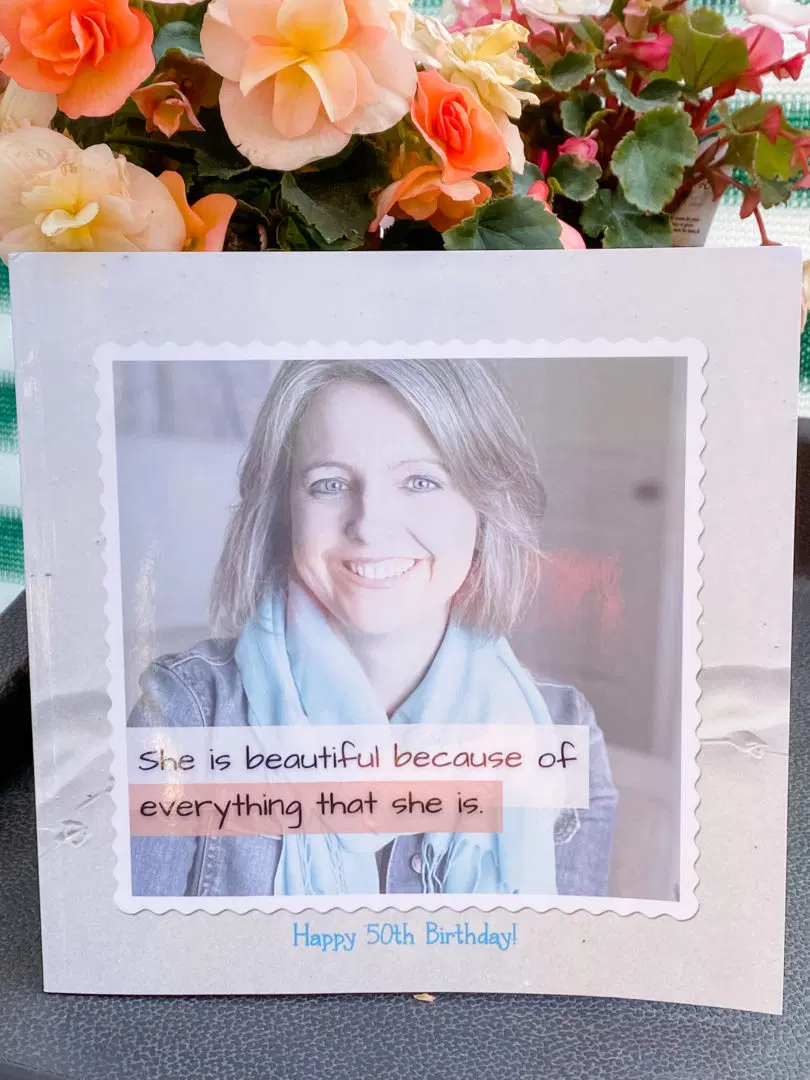 She is beautiful because of
everything that she is.
Happy 50th Birthday!